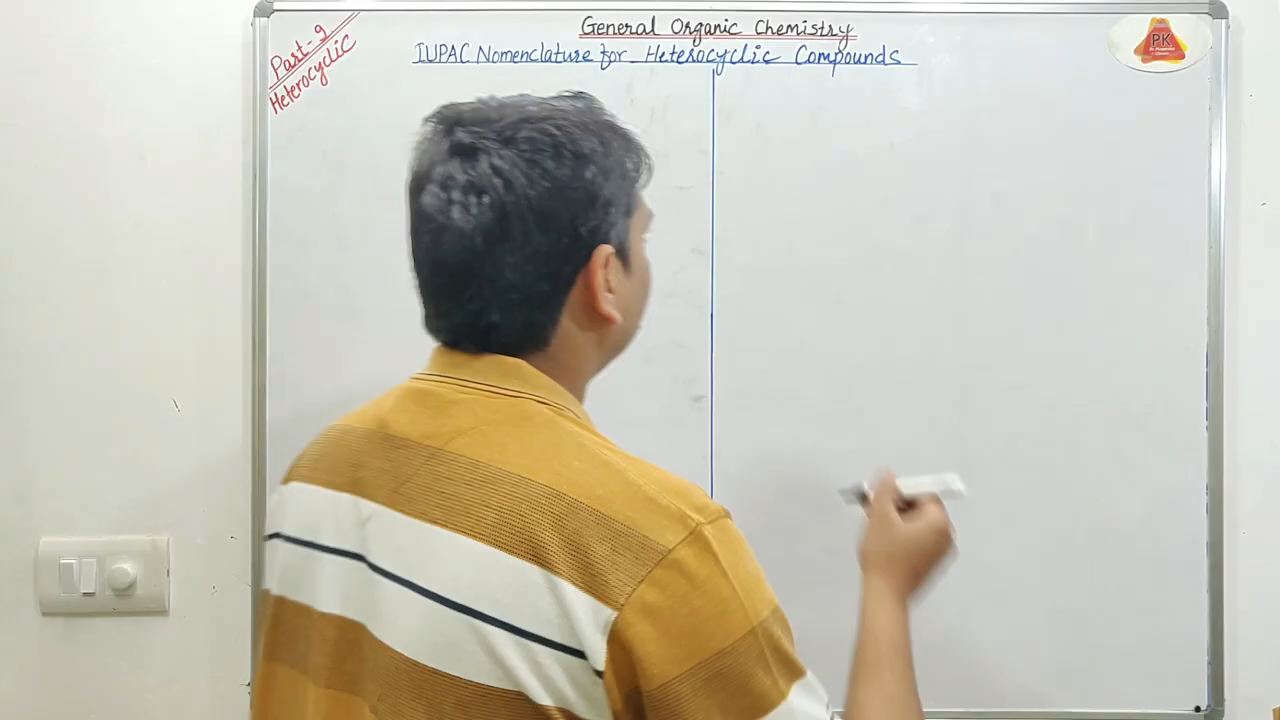 General Organic Chemistry
IUPAC Nomenclature for Heterocyclic Compounds
Part-9
Heterocyclic
PK